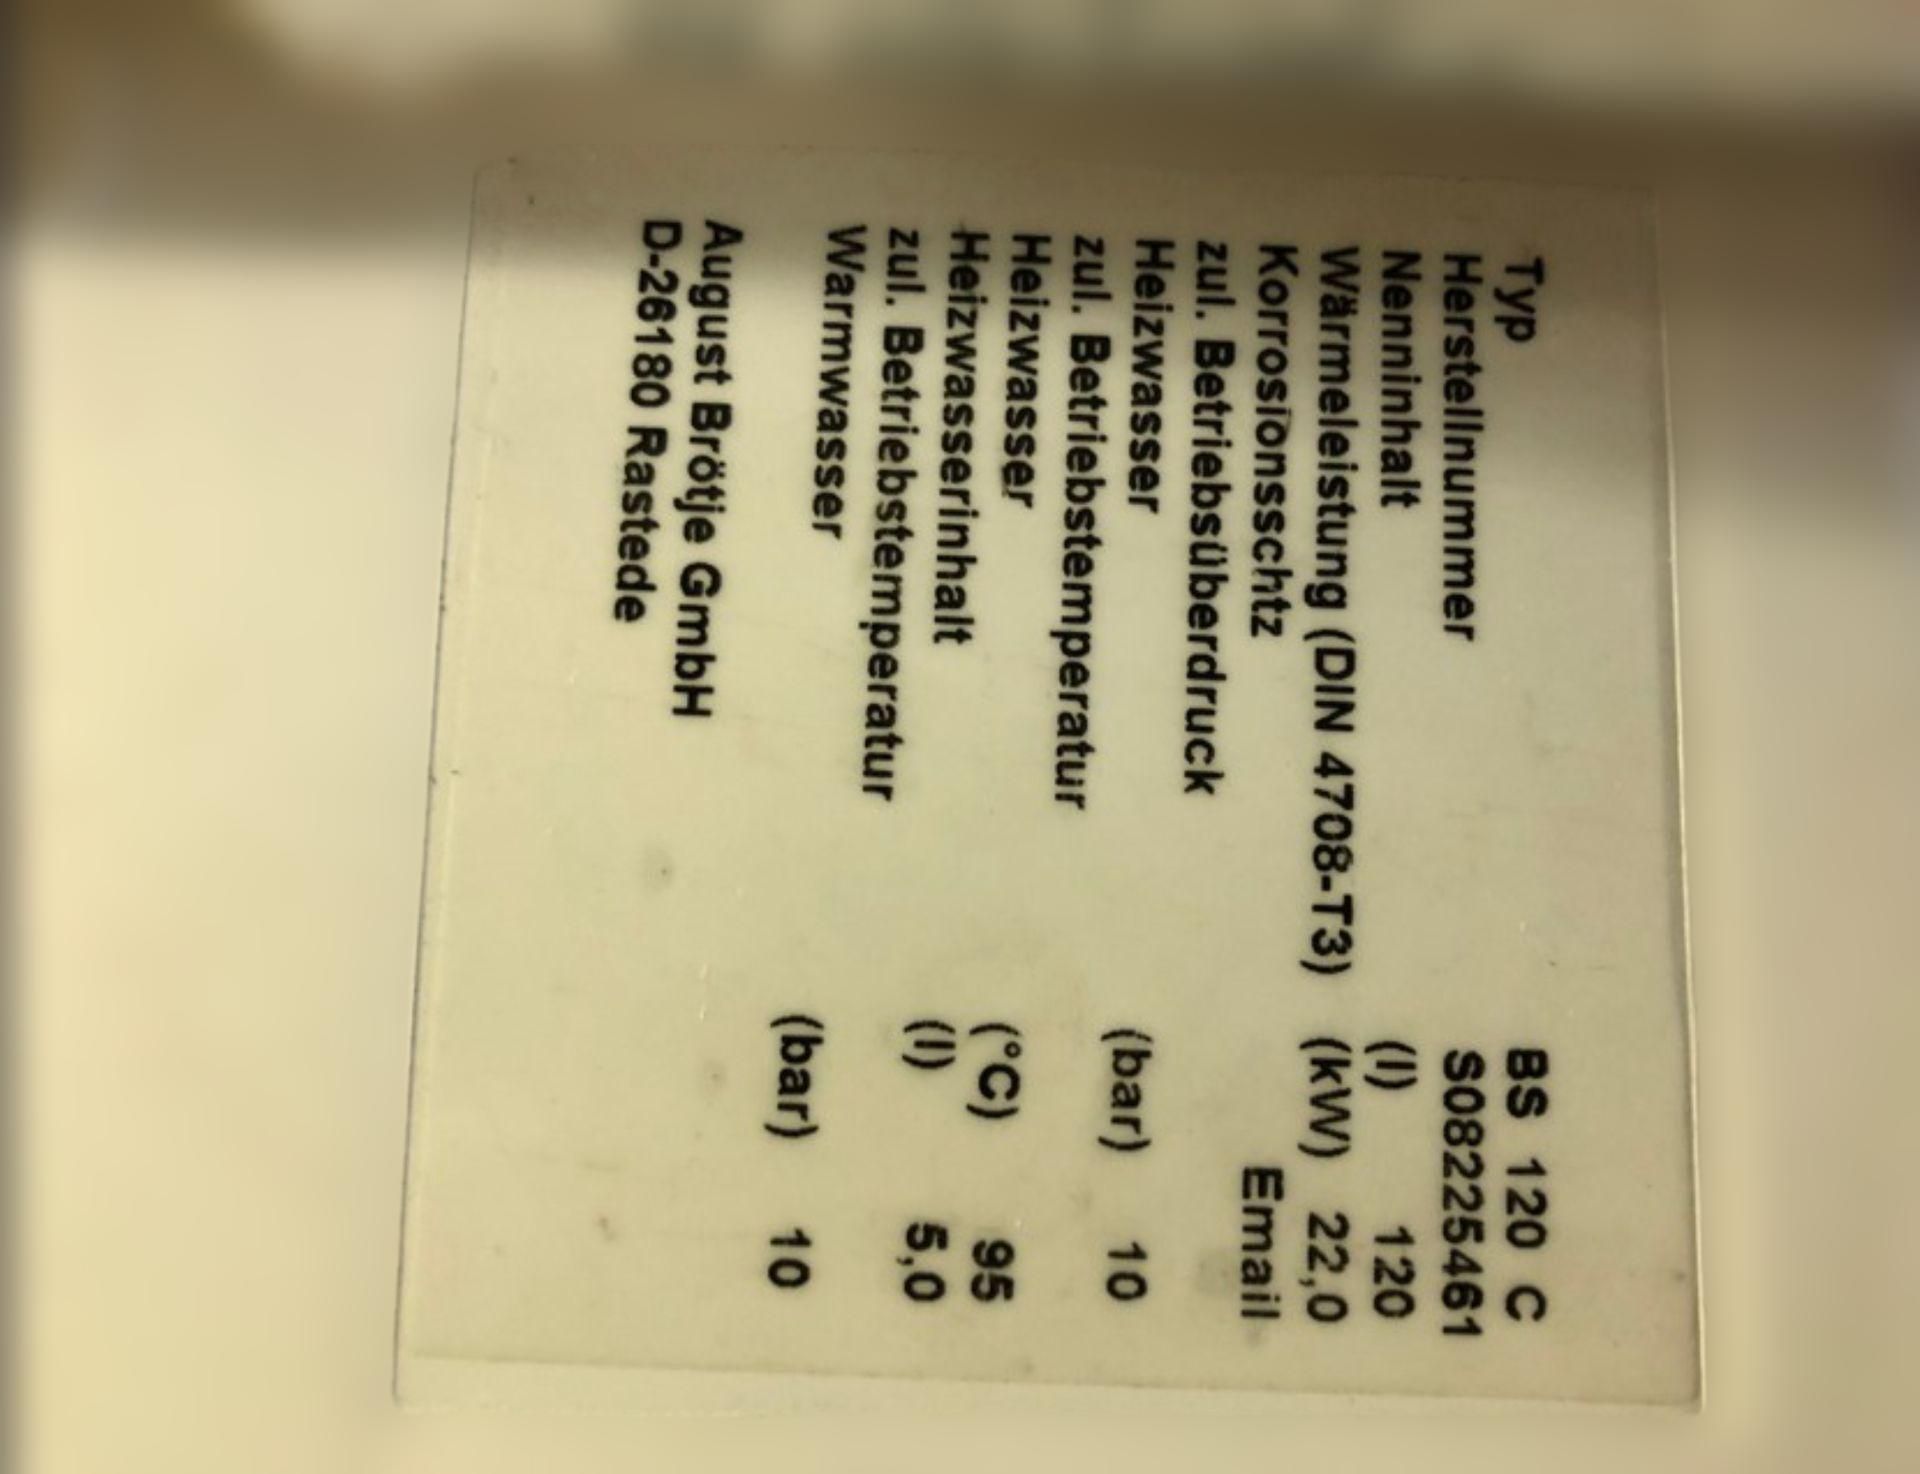 Typ BS 120 C
Herstellnummer S08225461
Nenninhalt (l) 120
Wärmeleistung (DIN 4708-T3) (kW) 22,0
Korrosionsschtz Email
zul. Betriebsüberdruck
Heizwasser (bar) 10
zul. Betriebstemperatur
Heizwasser (°C) 95
Heizwasserinhalt (l) 5,0
zul. Betriebstemperatur
Warmwasser (bar) 10
August Brötje GmbH
D-26180 Rastede